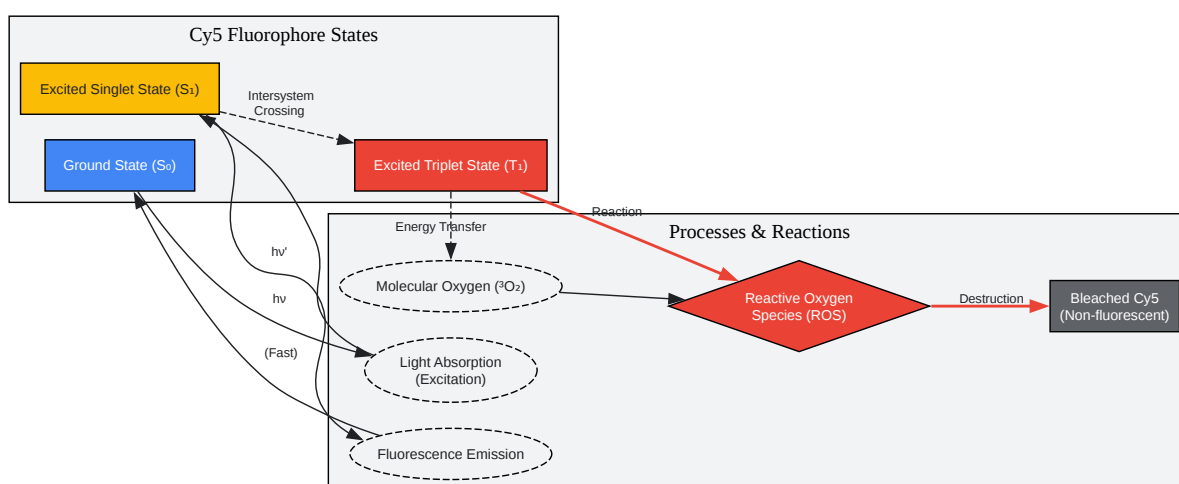 Cy5 Fluorophore States
Excited Singlet State (S₁)
Intersystem
Crossing
Ground State (S₀)
Excited Triplet State (T₁)
Reaction
Energy Transfer
Processes & Reactions
hν'
Molecular Oxygen (³O₂)
Reactive Oxygen
Species (ROS)
Destruction
Bleached Cy5
(Non-fluorescent)
hν
(Fast)
Light Absorption
(Excitation)
Fluorescence Emission